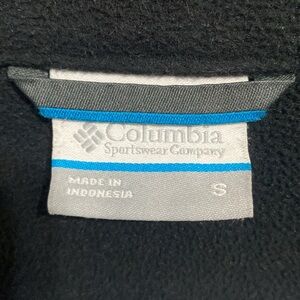 Columbia
Sportswear Company
MADE IN
INDONESIA
S